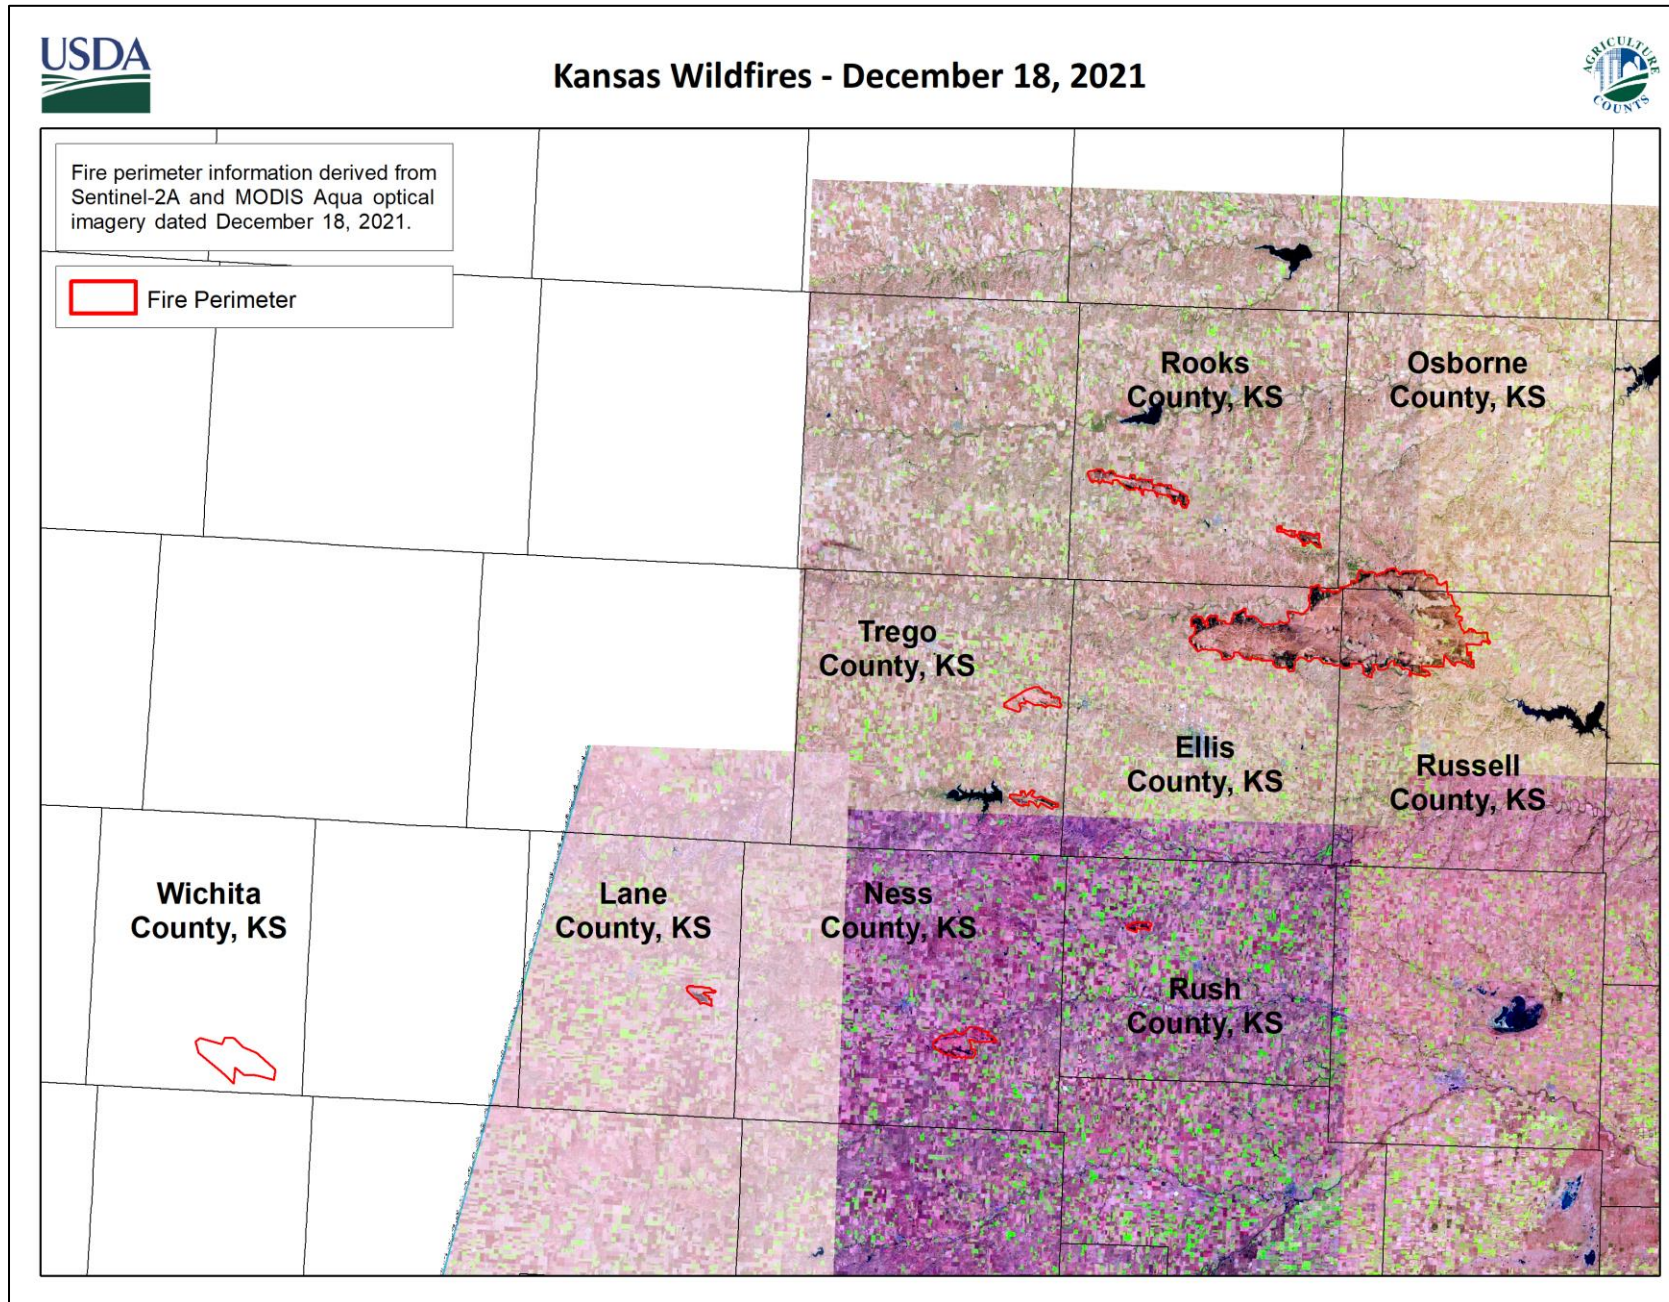 USDA
Kansas Wildfires - December 18, 2021
AGRICULTURE
COUNTS
Fire perimeter information derived from
Sentinel-2A and MODIS Aqua optical
imagery dated December 18, 2021.
Fire Perimeter
Rooks
County, KS
Osborne
County, KS
Trego
County, KS
Ellis
County, KS
Russell
County, KS
Wichita
County, KS
Lane
County, KS
Ness
County, KS
Rush
County, KS